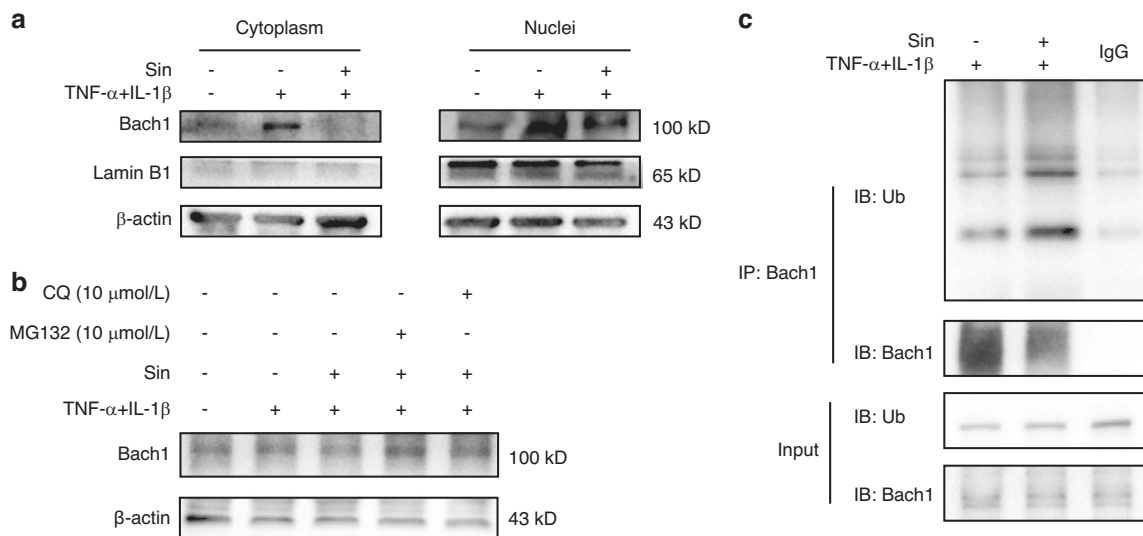 a
Cytoplasm Nuclei
Sin - - + - - +
TNF-α+IL-1β - + + - + +
Bach1 100 kD
Lamin B1 65 kD
β-actin 43 kD
b
CQ (10 μmol/L) - - - - +
MG132 (10 μmol/L) - - - + -
Sin - - + + +
TNF-α+IL-1β - + + + +
Bach1 100 kD
β-actin 43 kD
c
Sin - + IgG
TNF-α+IL-1β + +
IB: Ub
IP: Bach1
IB: Bach1
IB: Ub
Input
IB: Bach1